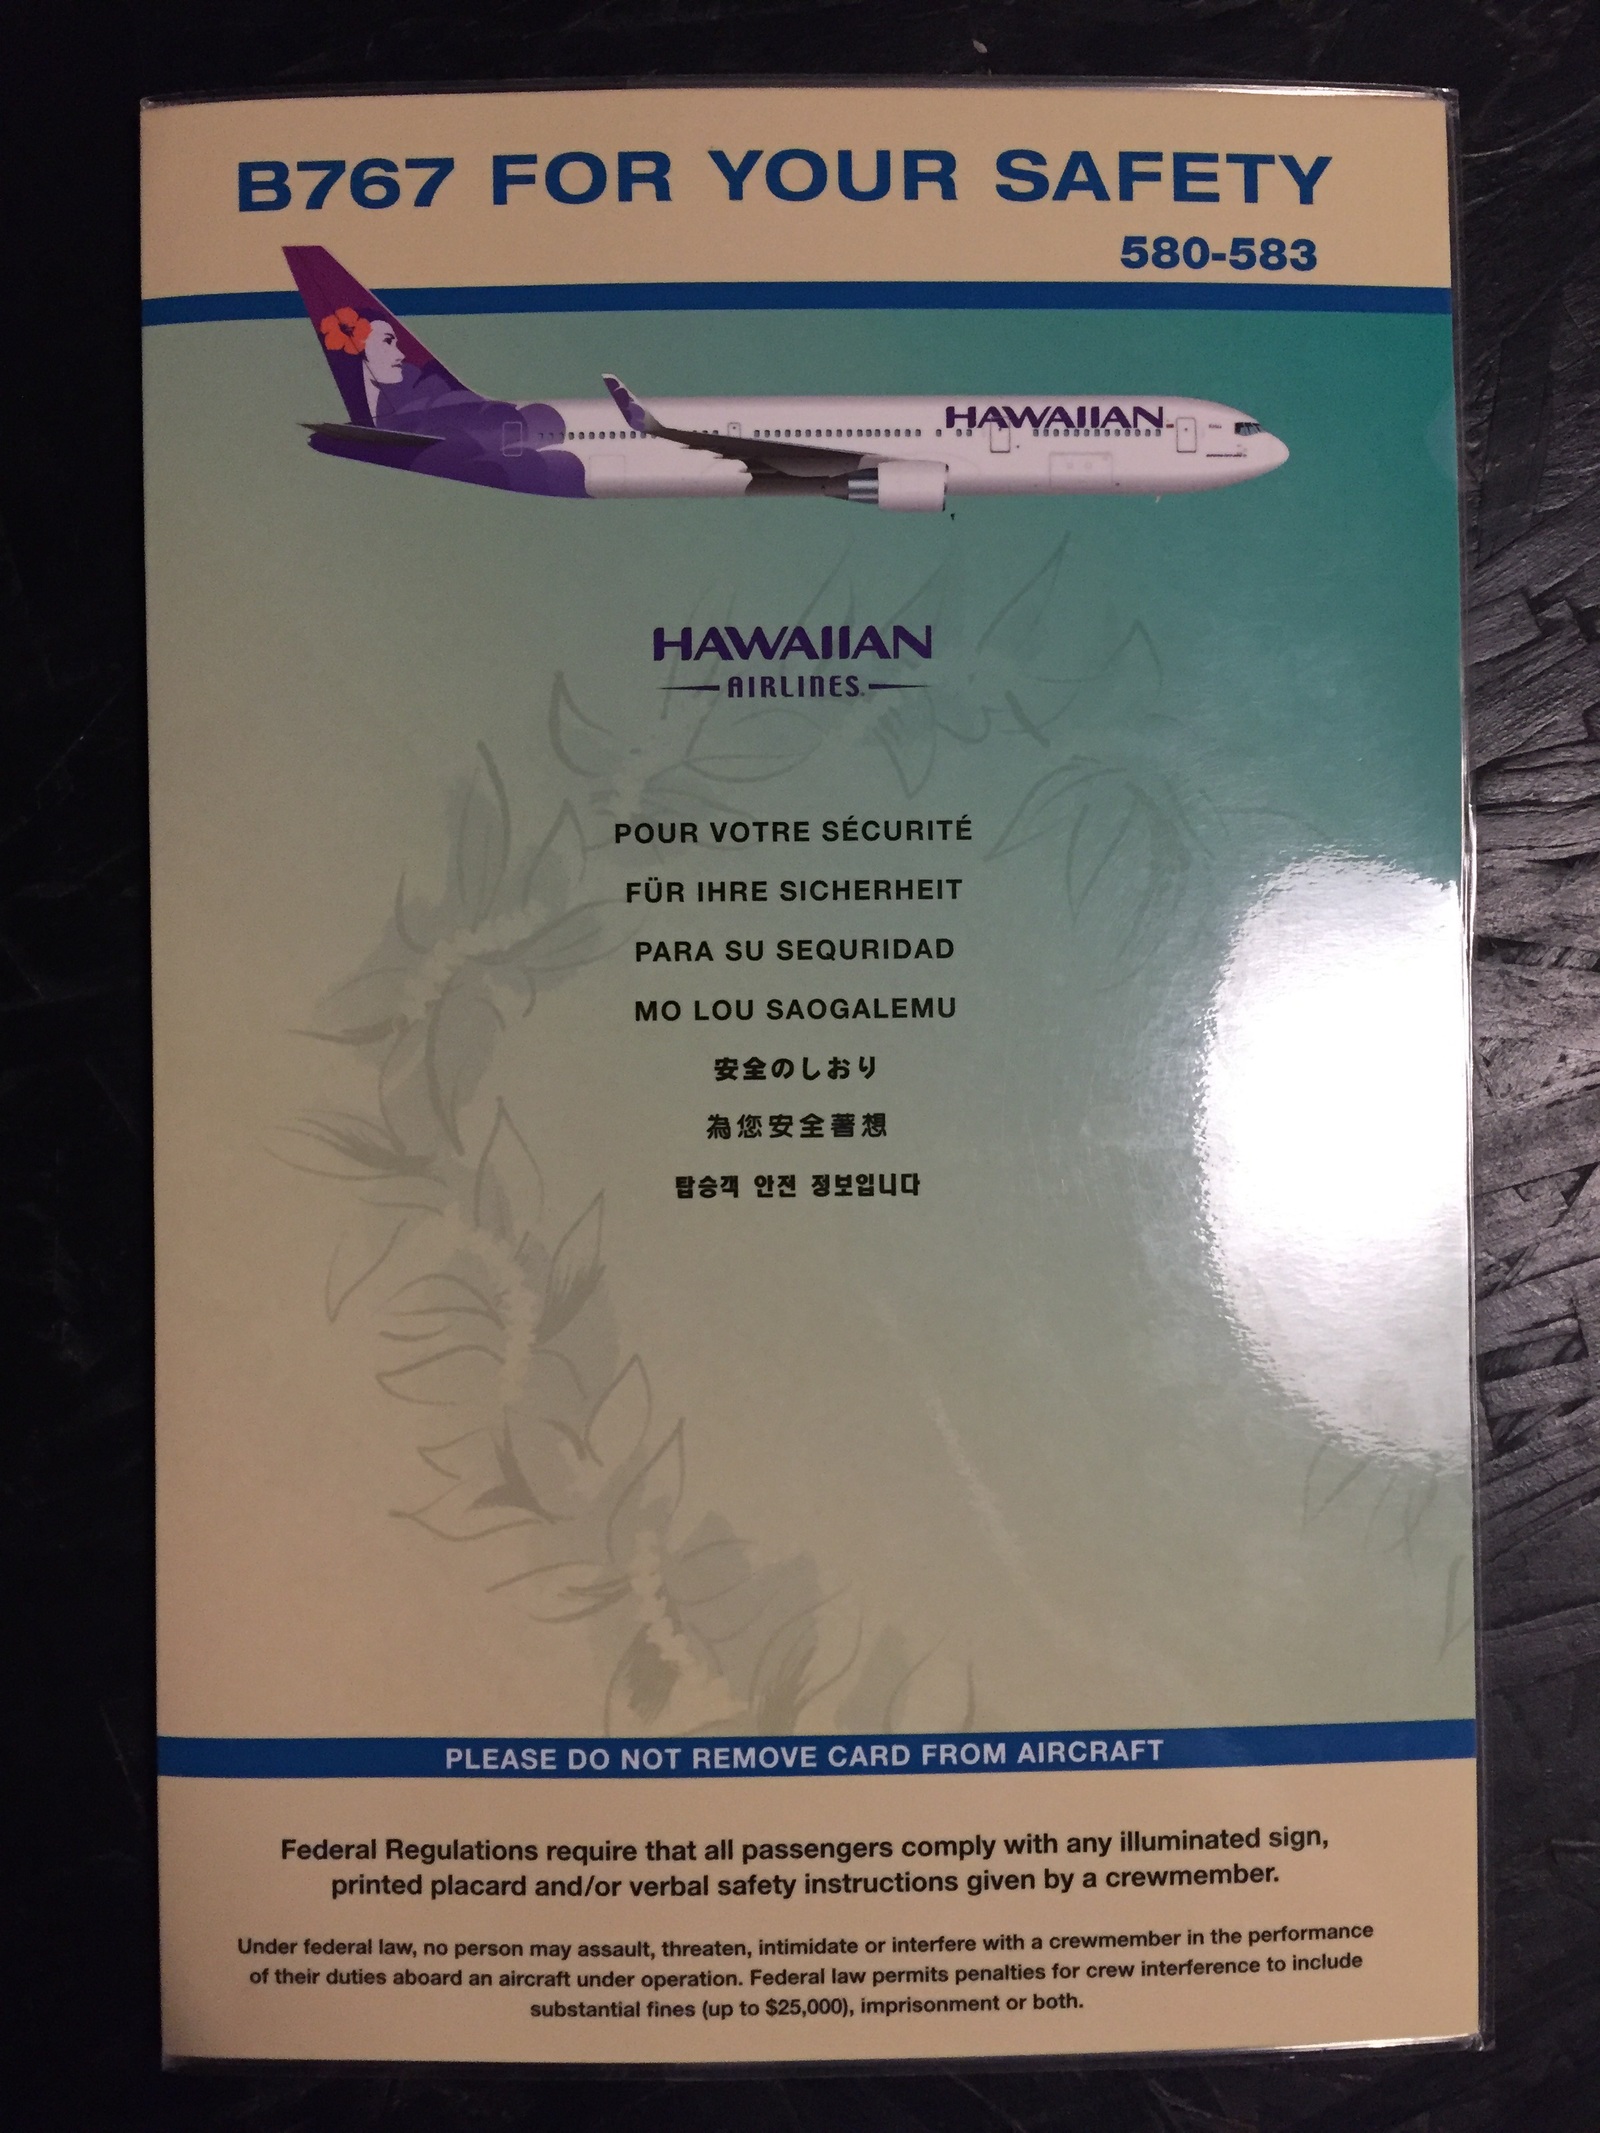 B767 FOR YOUR SAFETY
580-583
HAWAIIAN
HAWAIIAN
AIRLINES
POUR VOTRE SÉCURITÉ
FÜR IHRE SICHERHEIT
PARA SU SEQURIDAD
MO LOU SAOGALEMU
安全のしおり
為您安全著想
탑승객 안전 정보입니다
PLEASE DO NOT REMOVE CARD FROM AIRCRAFT
Federal Regulations require that all passengers comply with any illuminated sign,
printed placard and/or verbal safety instructions given by a crewmember.
Under federal law, no person may assault, threaten, intimidate or interfere with a crewmember in the performance
of their duties aboard an aircraft under operation. Federal law permits penalties for crew interference to include
substantial fines (up to $25,000), imprisonment or both.